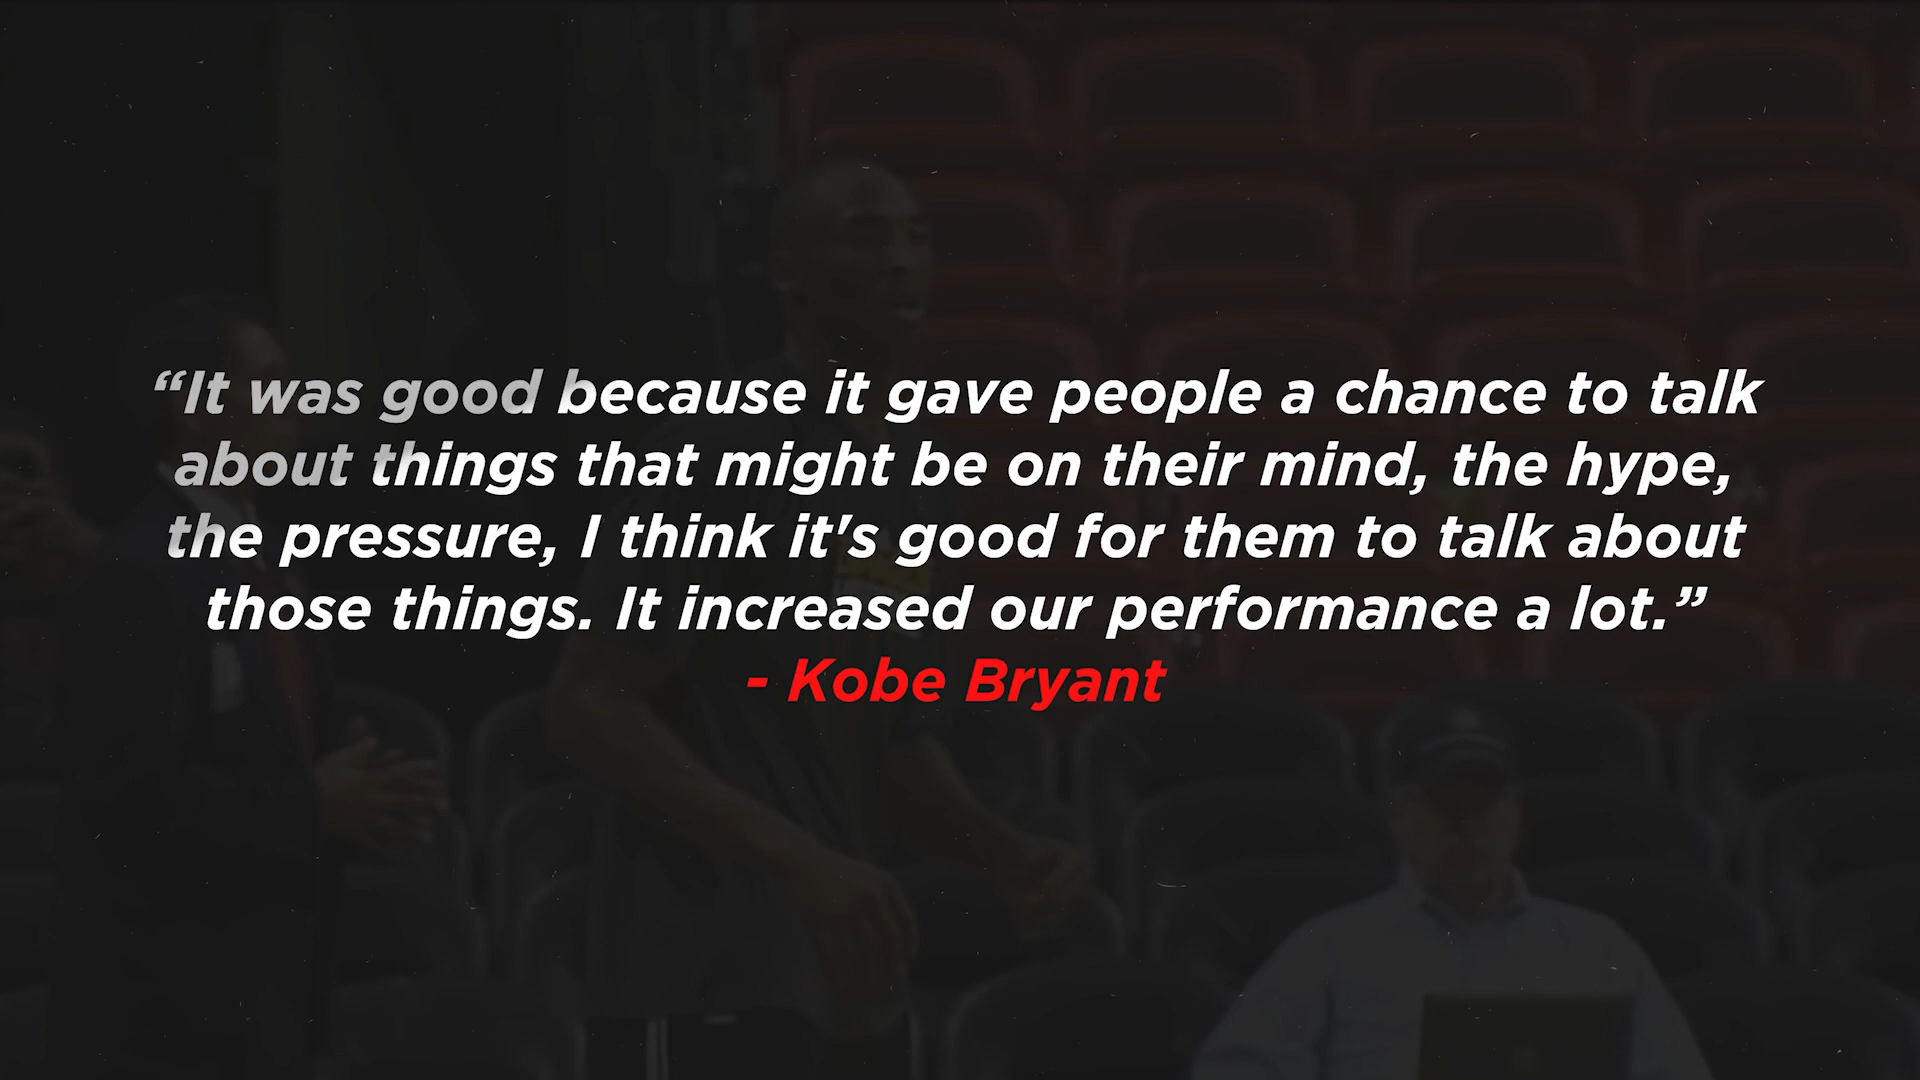 “It was good because it gave people a chance to talk
about things that might be on their mind, the hype,
the pressure, I think it's good for them to talk about
those things. It increased our performance a lot.”
- Kobe Bryant